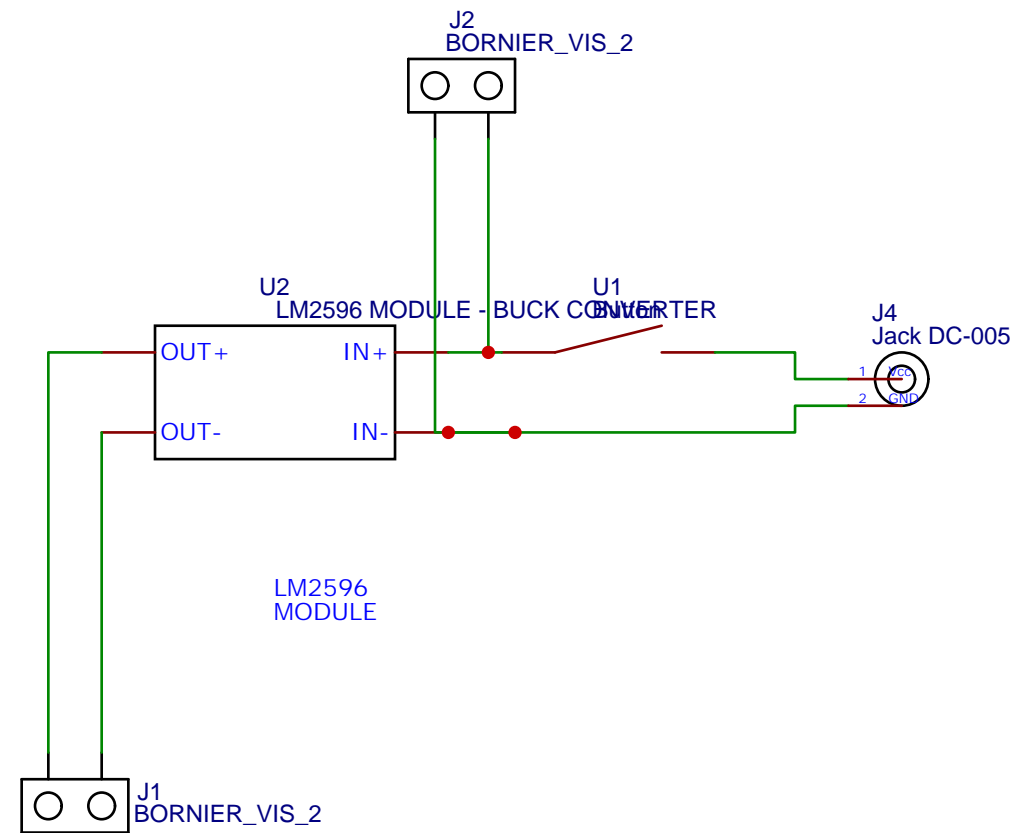 J2
BORNIER_VIS_2
U2
LM2596 MODULE - BUCK CONVERTER
U1
Button
J4
Jack DC-005
OUT+
IN+
1
Vcc
2
GND
OUT-
IN-
LM2596
MODULE
J1
BORNIER_VIS_2